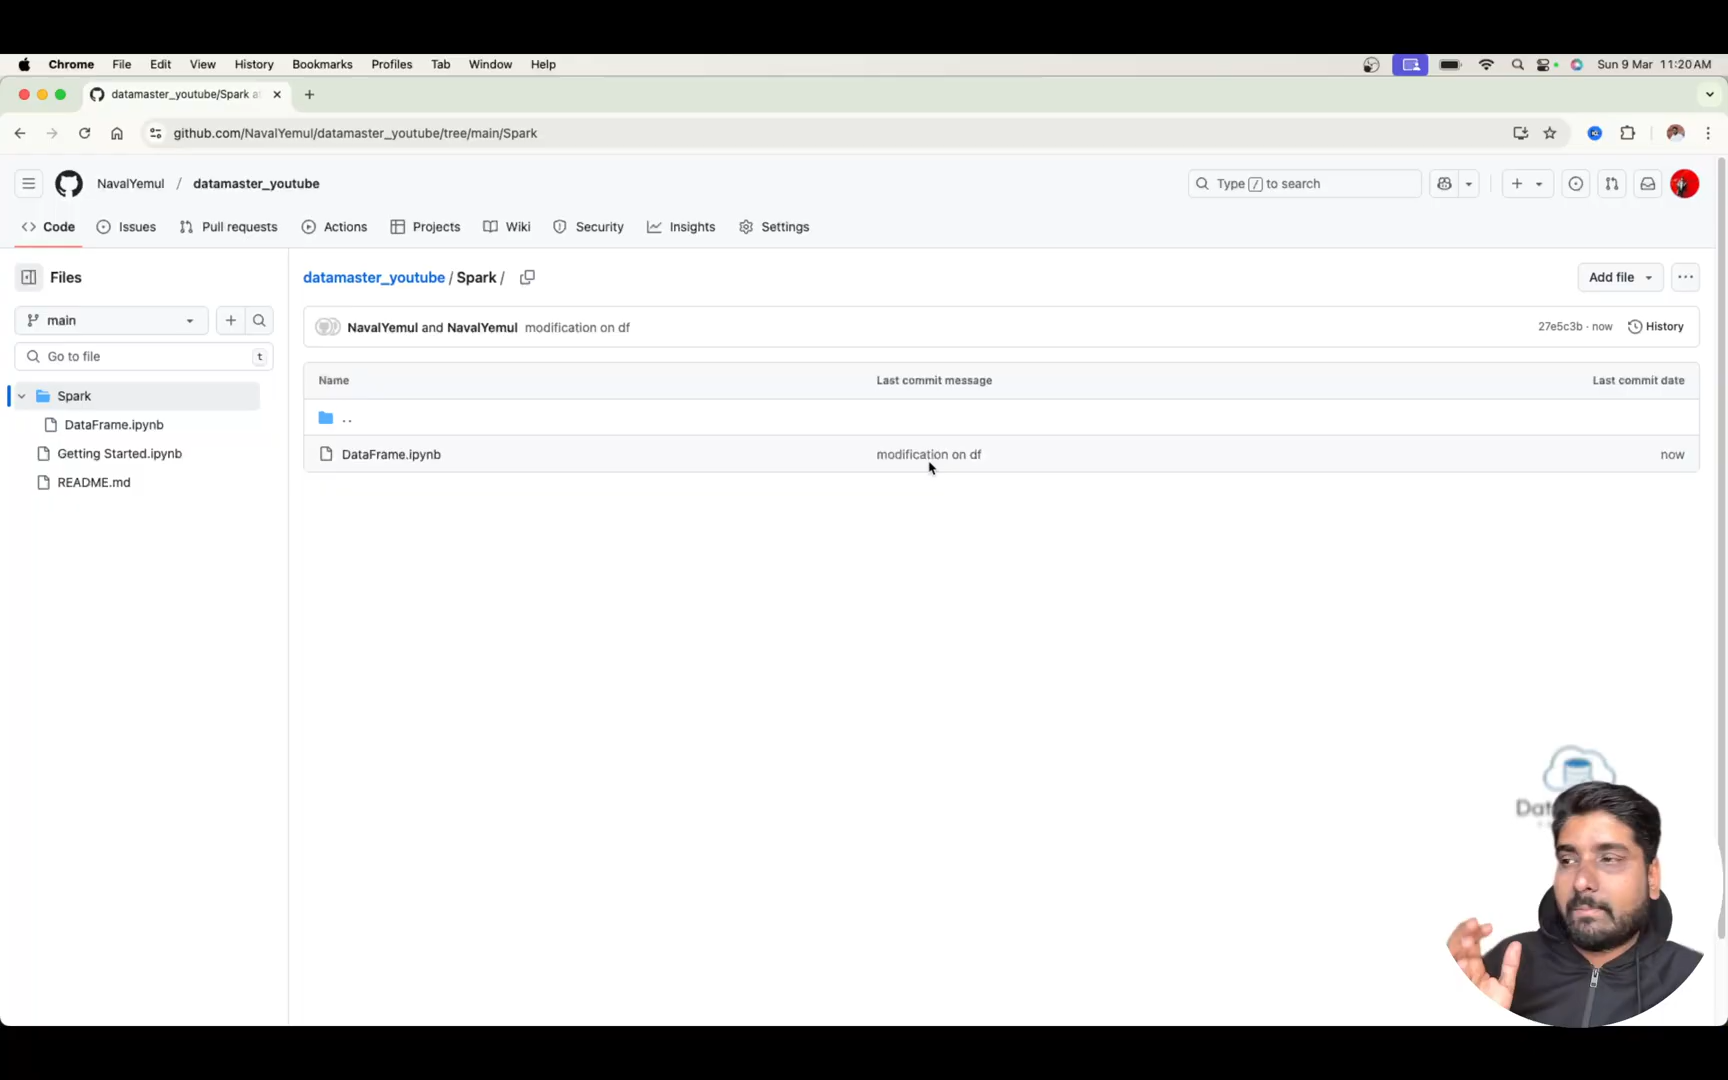 Chrome File Edit View History Bookmarks Profiles Tab Window Help Sun 9 Mar 11:20 AM
datamaster_youtube/Spark a
github.com/NavalYemul/datamaster_youtube/tree/main/Spark
NavalYemul / datamaster_youtube Type / to search
Code Issues Pull requests Actions Projects Wiki Security Insights Settings
Files
datamaster_youtube / Spark / Add file
main
NavalYemul and NavalYemul modification on df 27e5c3b · now History
Go to file t
Name Last commit message Last commit date
Spark
..
DataFrame.ipynb
Getting Started.ipynb
README.md
DataFrame.ipynb modification on df now
Dat